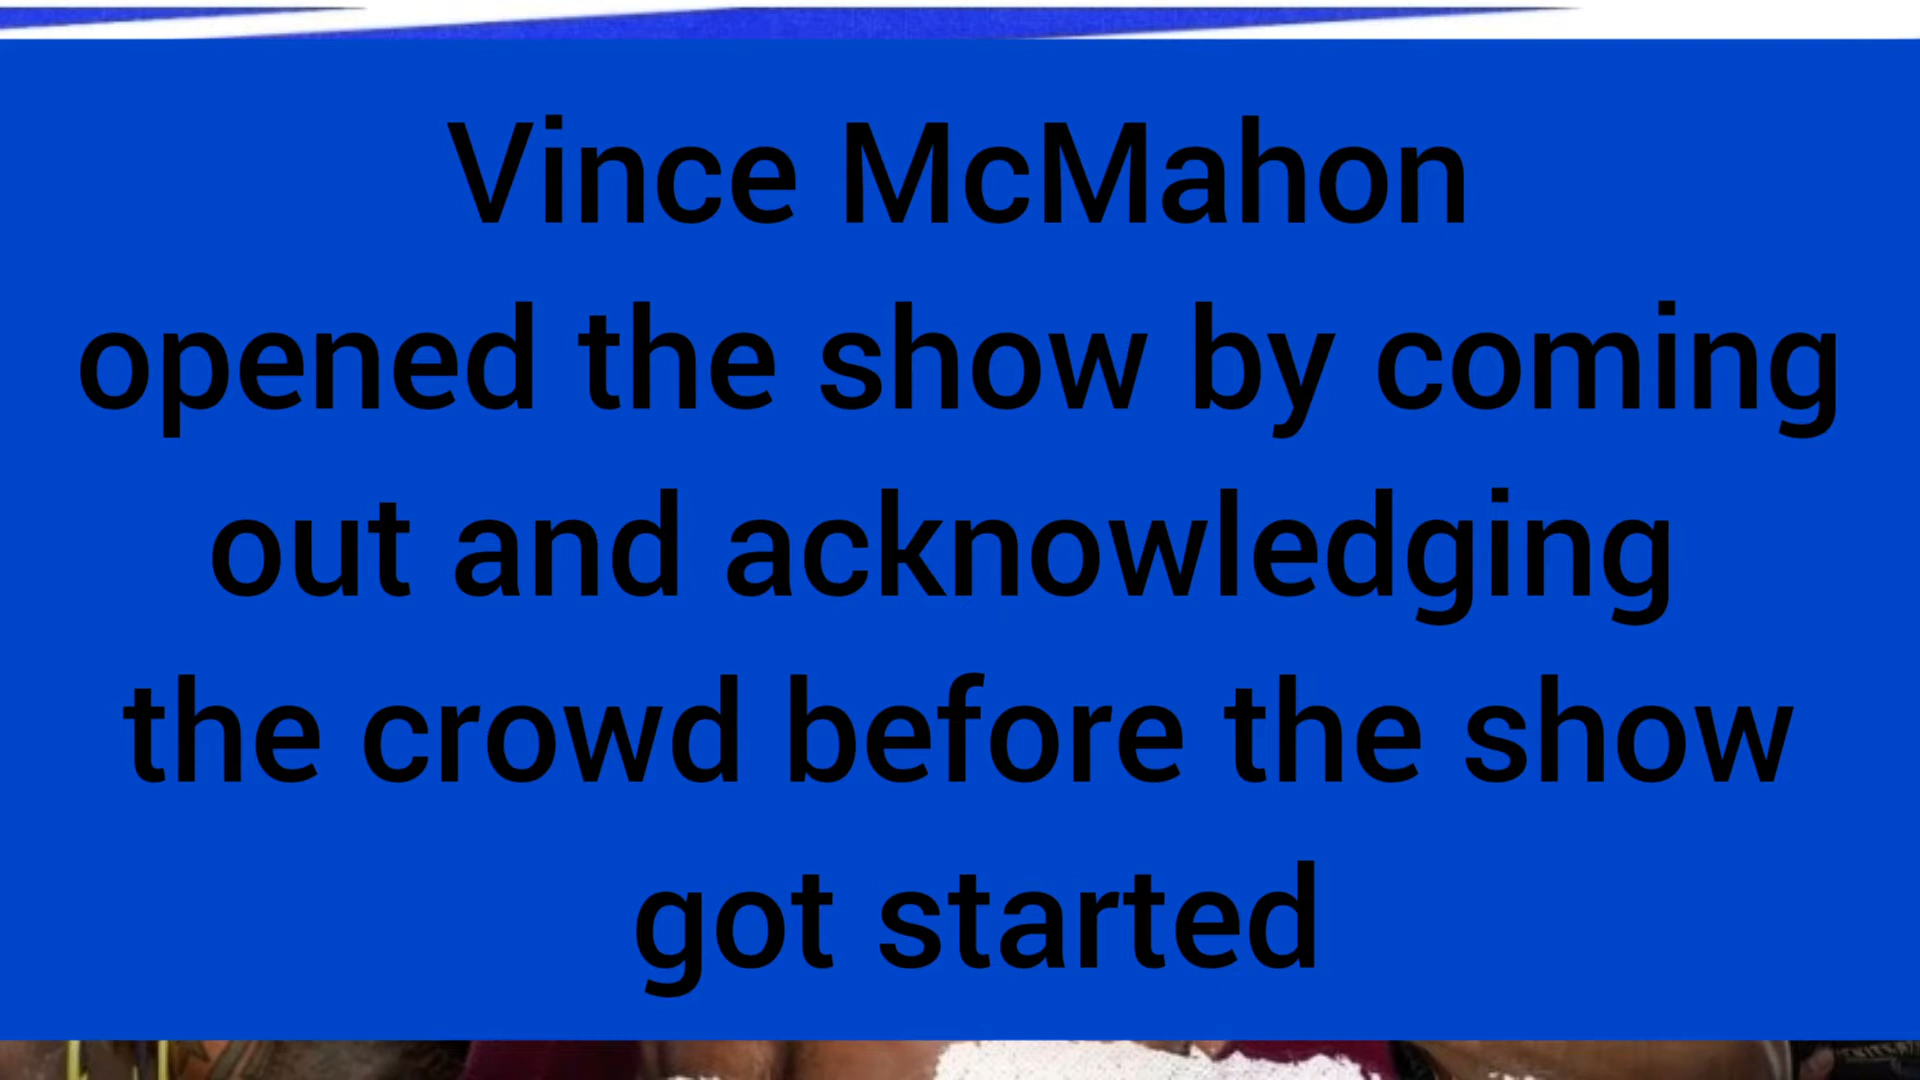 Vince McMahon
opened the show by coming
out and acknowledging
the crowd before the show
got started